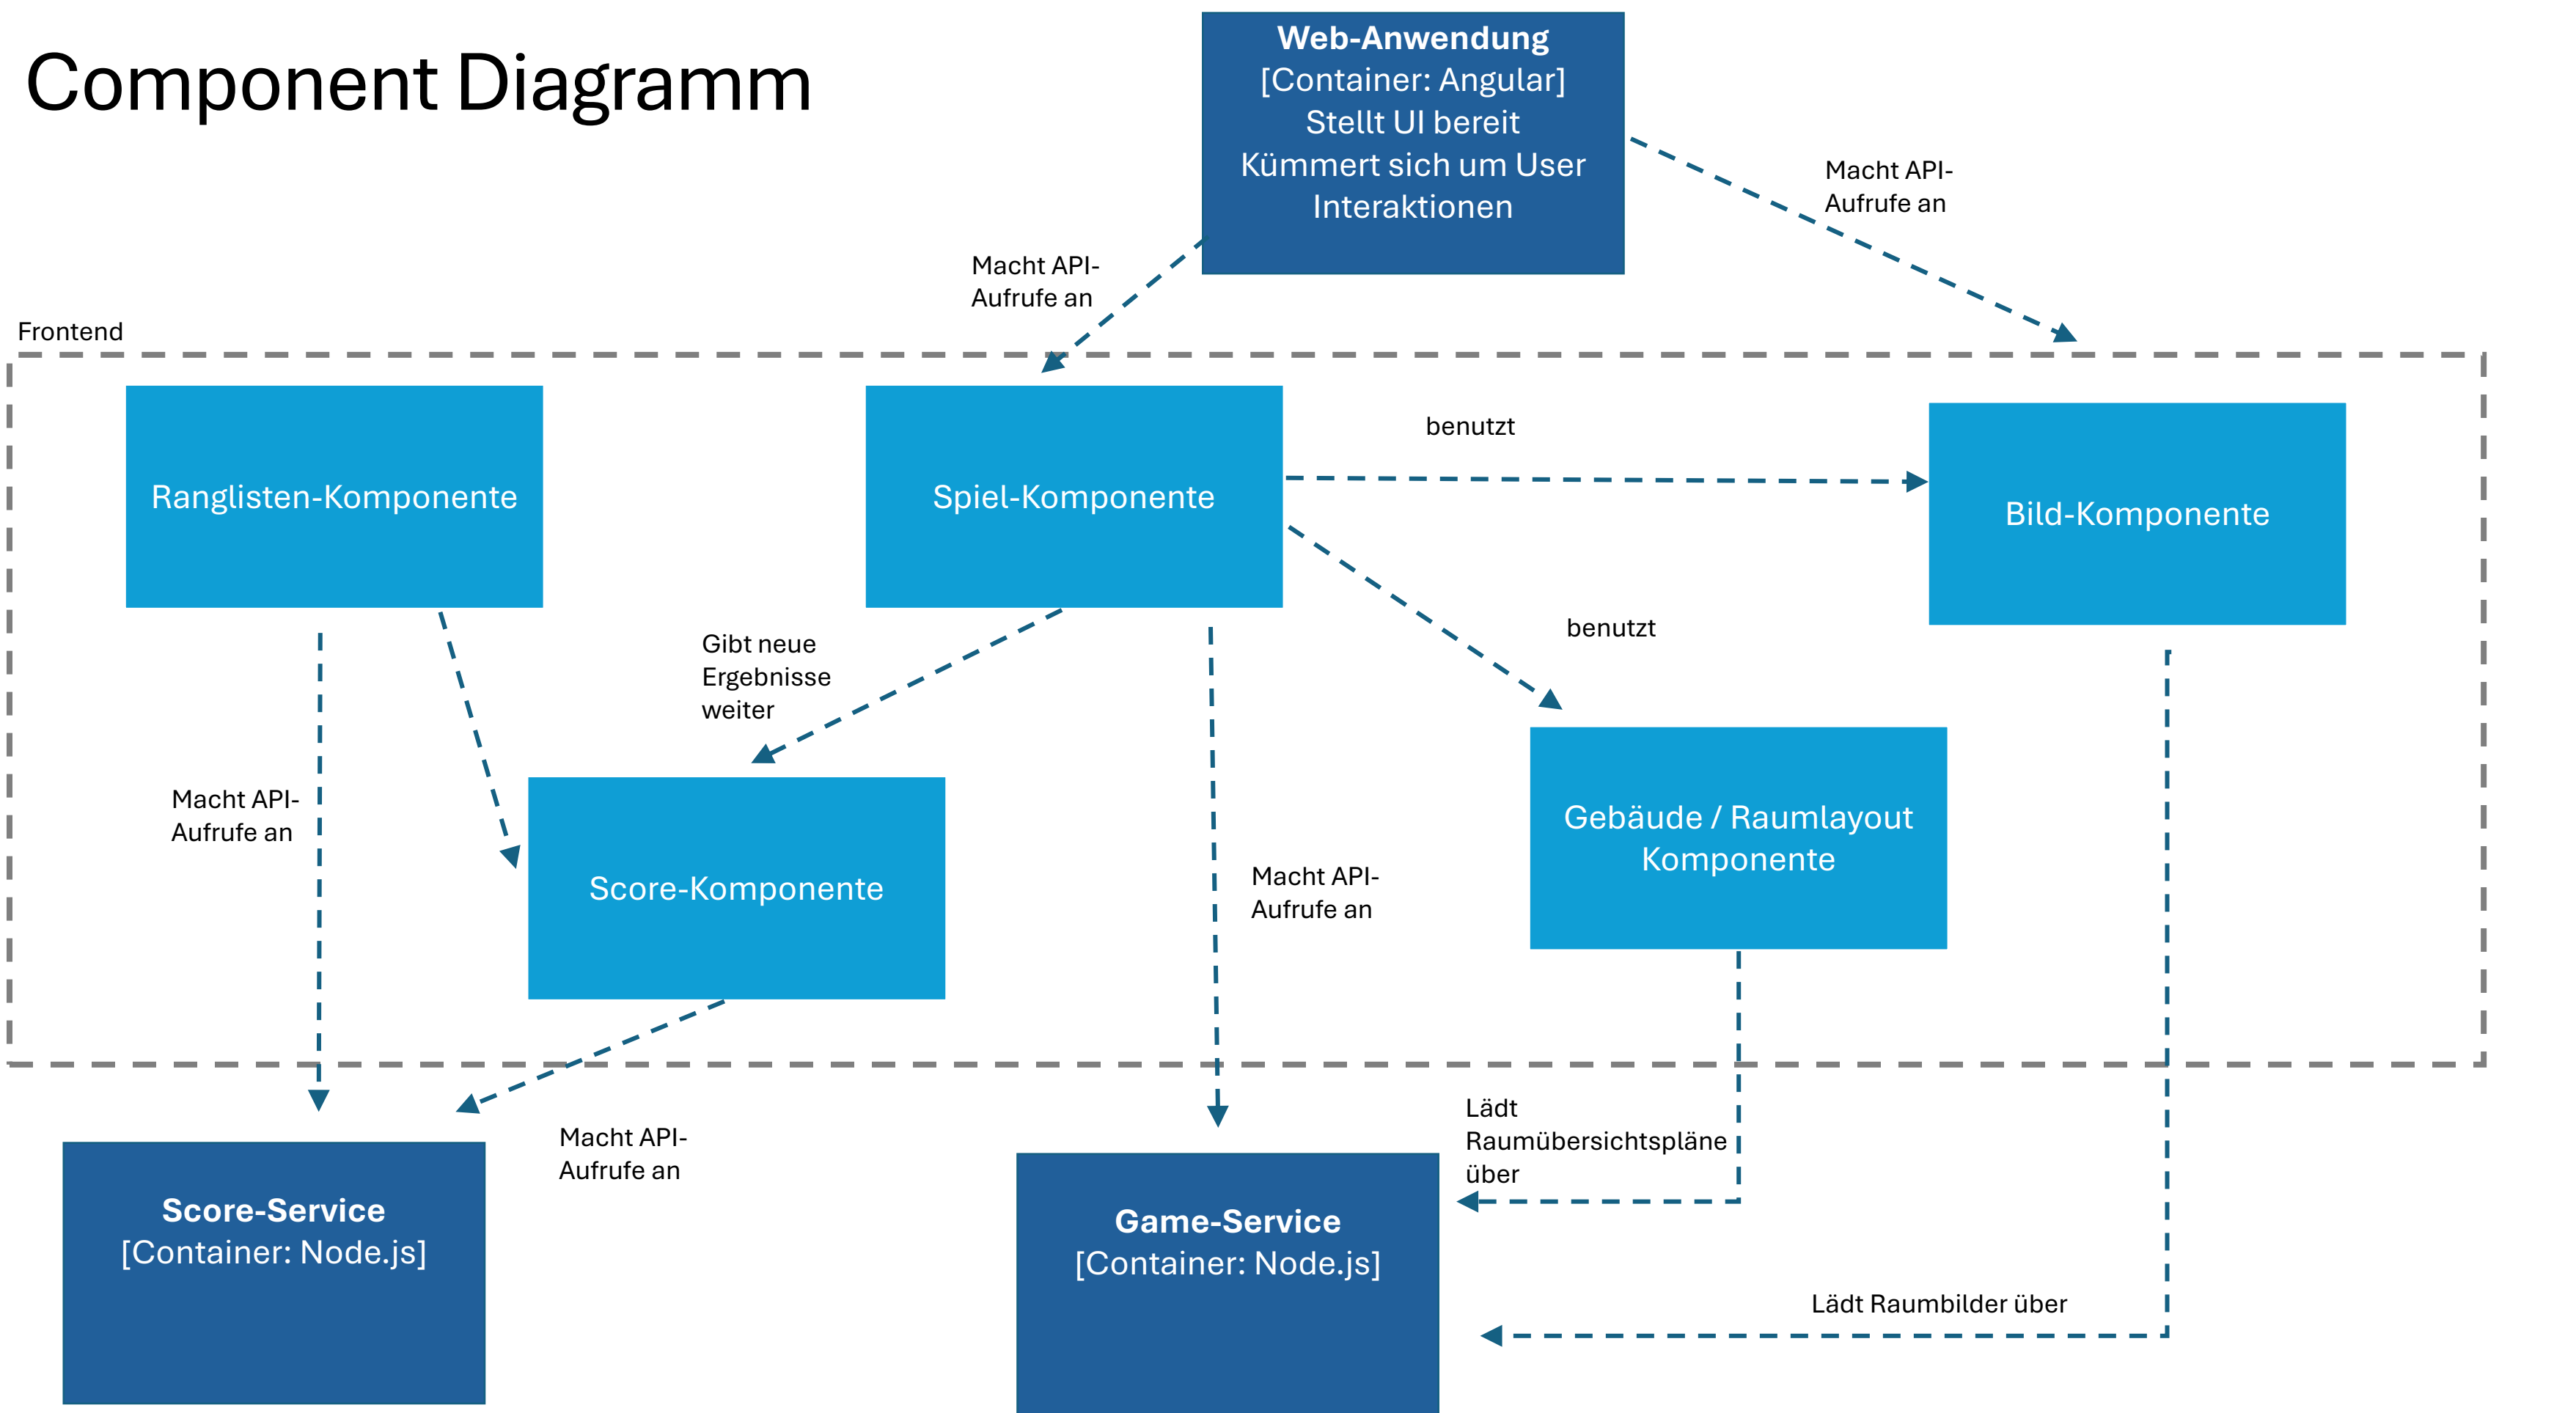 Component Diagramm
Web-Anwendung
[Container: Angular]
Stellt UI bereit
Kümmert sich um User
Interaktionen
Macht API-
Aufrufe an
Macht API-
Aufrufe an
Frontend
Ranglisten-Komponente
Spiel-Komponente
benutzt
Bild-Komponente
Gibt neue
Ergebnisse
weiter
benutzt
Macht API-
Aufrufe an
Score-Komponente
Macht API-
Aufrufe an
Gebäude / Raumlayout
Komponente
Macht API-
Aufrufe an
Lädt
Raumübersichtspläne
über
Score-Service
[Container: Node.js]
Game-Service
[Container: Node.js]
Lädt Raumbilder über